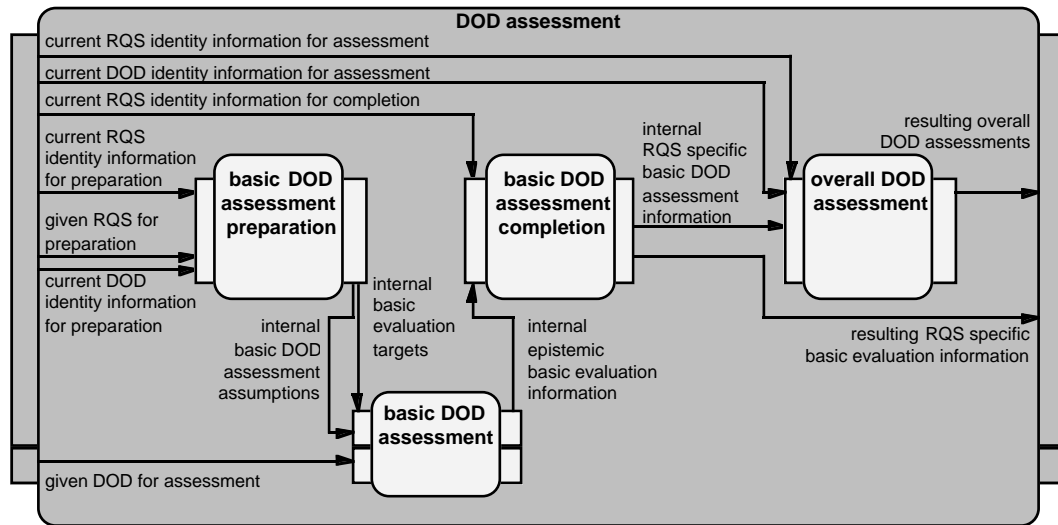 DOD assessment
current RQS identity information for assessment
current DOD identity information for assessment
current RQS identity information for completion
current RQS
identity information
for preparation
given RQS for
preparation
current DOD
identity information
for preparation
basic DOD
assessment
preparation
internal
basic DOD
assessment
assumptions
internal
basic
evaluation
targets
basic DOD
assessment
given DOD for assessment
internal
epistemic
basic evaluation
information
basic DOD
assessment
completion
internal
RQS specific
basic DOD
assessment
information
overall DOD
assessment
resulting overall
DOD assessments
resulting RQS specific
basic evaluation information